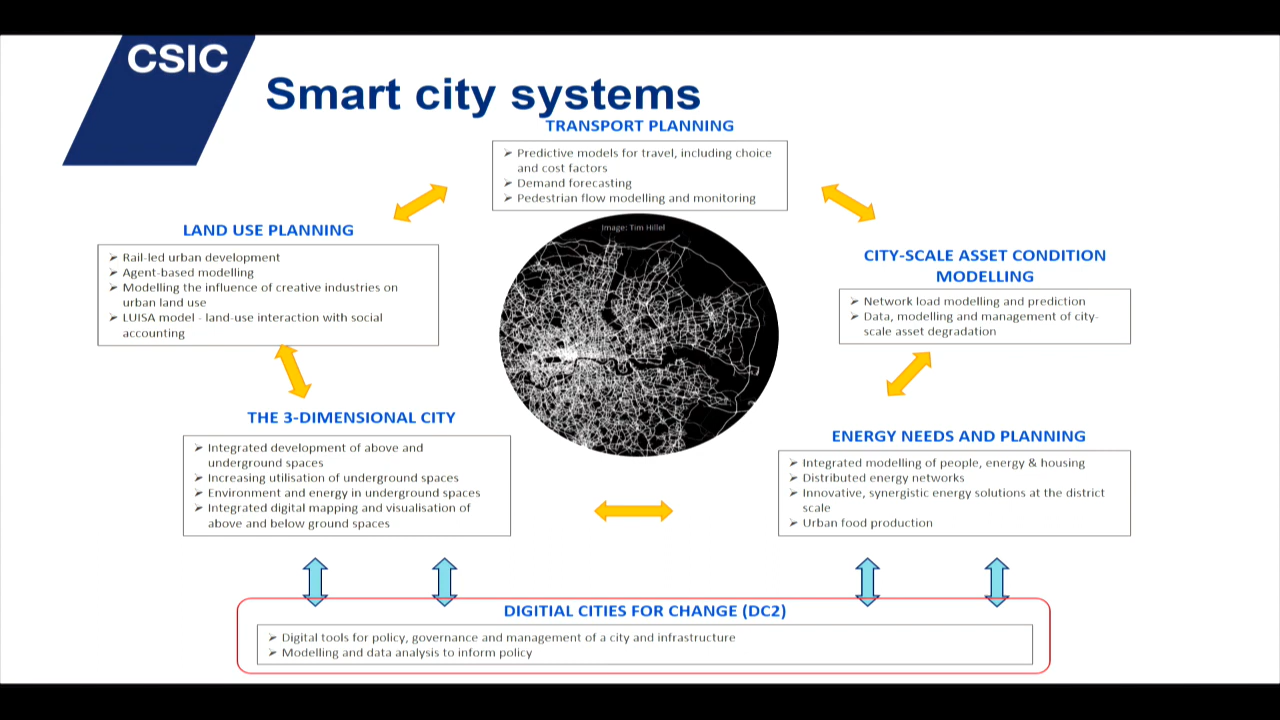 CSIC
Smart city systems
TRANSPORT PLANNING
➢ Predictive models for travel, including choice
and cost factors
➢ Demand forecasting
➢ Pedestrian flow modelling and monitoring
Image: Tim Hillel
LAND USE PLANNING
➢ Rail-led urban development
➢ Agent-based modelling
➢ Modelling the influence of creative industries on
urban land use
➢ LUISA model - land-use interaction with social
accounting
CITY-SCALE ASSET CONDITION
MODELLING
➢ Network load modelling and prediction
➢ Data, modelling and management of city-
scale asset degradation
THE 3-DIMENSIONAL CITY
➢ Integrated development of above and
underground spaces
➢ Increasing utilisation of underground spaces
➢ Environment and energy in underground spaces
➢ Integrated digital mapping and visualisation of
above and below ground spaces
ENERGY NEEDS AND PLANNING
➢ Integrated modelling of people, energy & housing
➢ Distributed energy networks
➢ Innovative, synergistic energy solutions at the district
scale
➢ Urban food production
DIGITIAL CITIES FOR CHANGE (DC2)
➢ Digital tools for policy, governance and management of a city and infrastructure
➢ Modelling and data analysis to inform policy